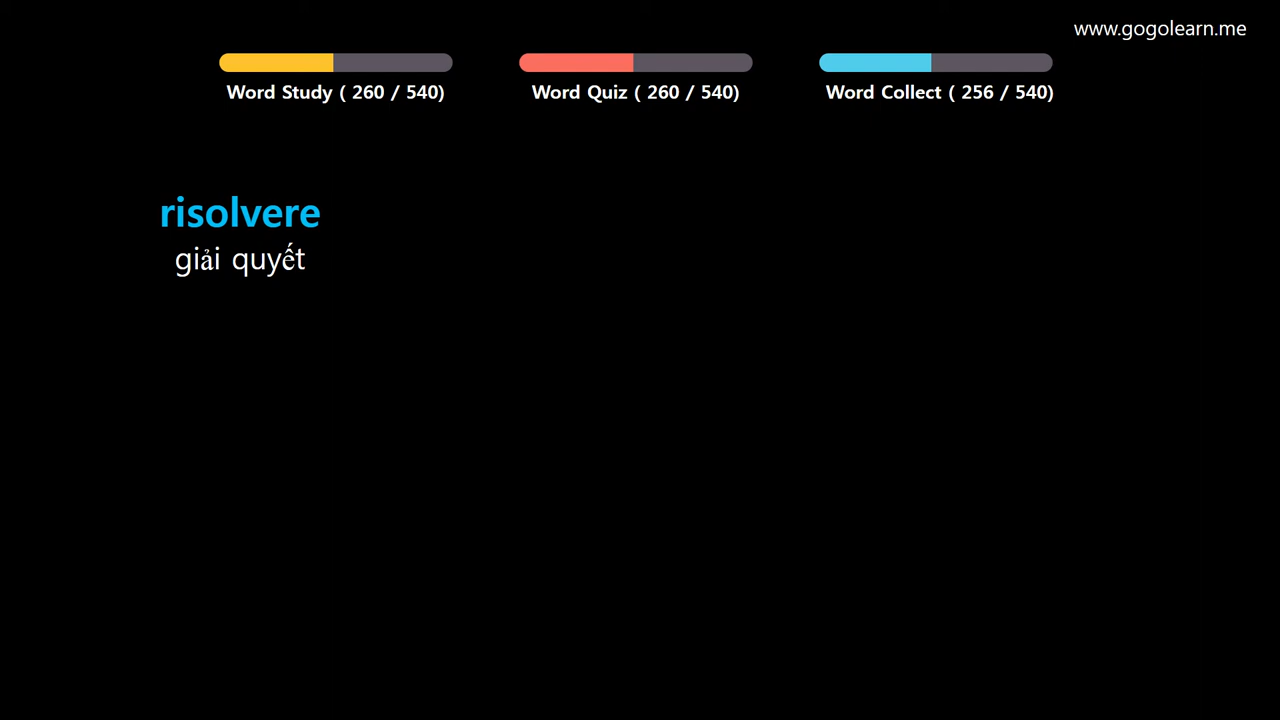 www.gogolearn.me
Word Study ( 260 / 540)
Word Quiz ( 260 / 540)
Word Collect ( 256 / 540)
risolvere
giải quyết